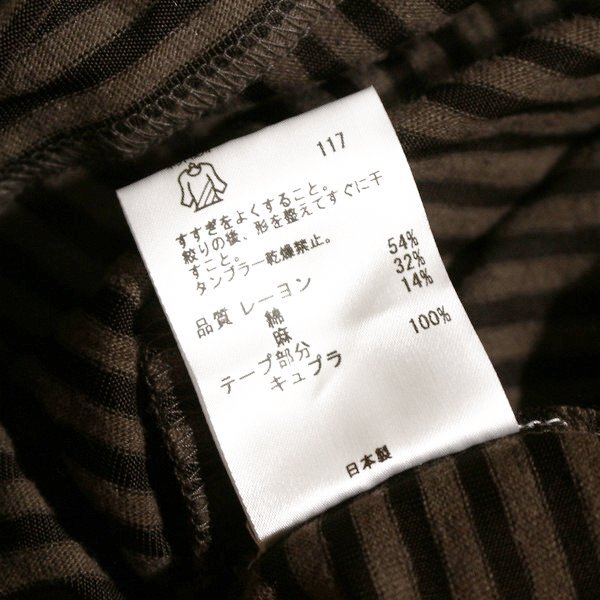 117
すすぎをよくすること。
絞りの後、形を整えてすぐに干
すこと。
タンブラー乾燥禁止。
品質 レーヨン 54%
綿 32%
麻 14%
テープ部分
キュプラ 100%
日本製